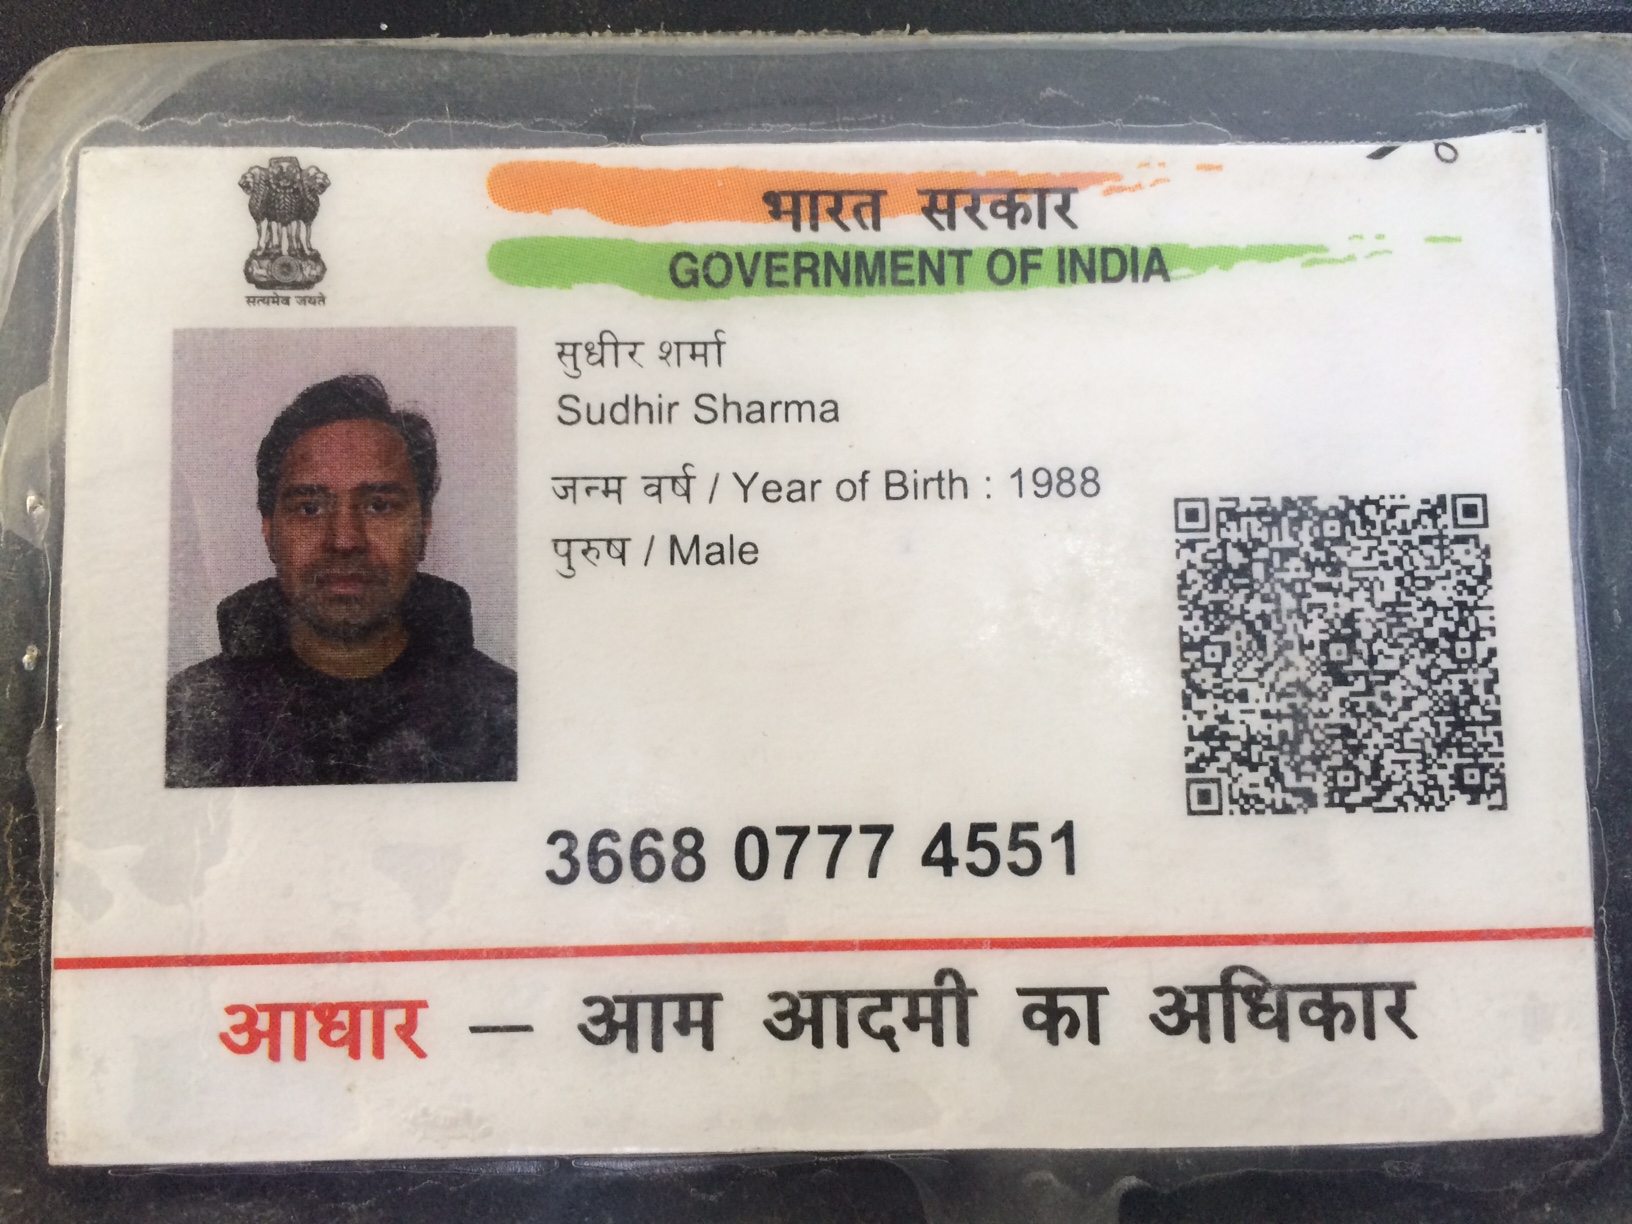 भारत सरकार
GOVERNMENT OF INDIA
सत्यमेव जयते
सुधीर शर्मा
Sudhir Sharma
जन्म वर्ष / Year of Birth : 1988
पुरुष / Male
3668 0777 4551
आधार – आम आदमी का अधिकार